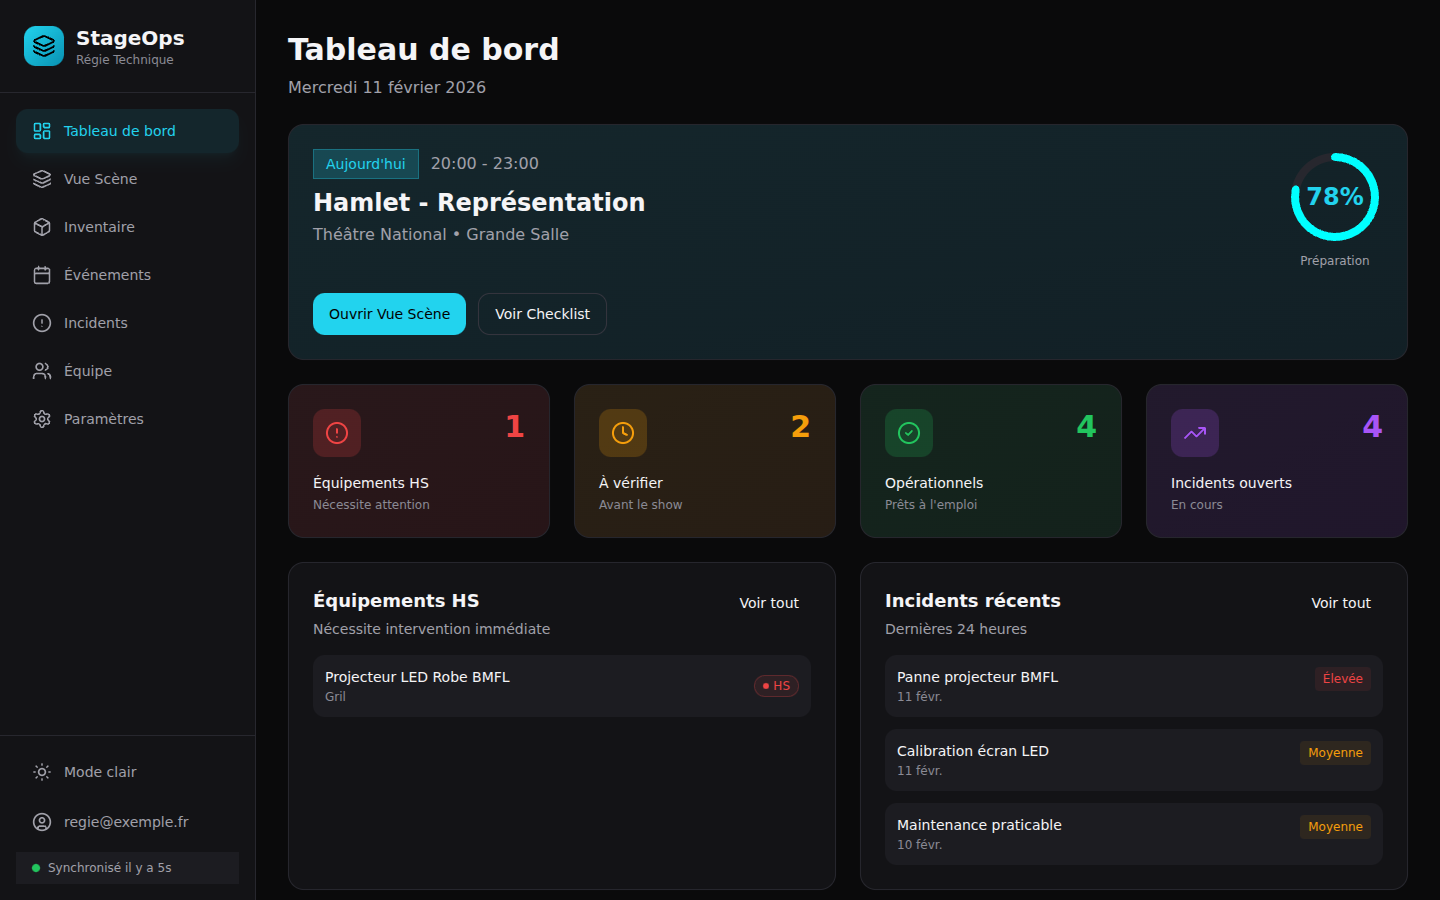 StageOps
Régie Technique
Tableau de bord
Vue Scène
Inventaire
Événements
Incidents
Équipe
Paramètres
Mode clair
regie@exemple.fr
Synchronisé il y a 5s
Tableau de bord
Mercredi 11 février 2026
Aujourd'hui 20:00 - 23:00
Hamlet - Représentation
Théâtre National • Grande Salle
78%
Préparation
Ouvrir Vue Scène Voir Checklist
1
Équipements HS
Nécessite attention
2
À vérifier
Avant le show
4
Opérationnels
Prêts à l'emploi
4
Incidents ouverts
En cours
Équipements HS Voir tout
Nécessite intervention immédiate
Projecteur LED Robe BMFL
Gril
HS
Incidents récents Voir tout
Dernières 24 heures
Panne projecteur BMFL
11 févr.
Élevée
Calibration écran LED
11 févr.
Moyenne
Maintenance praticable
10 févr.
Moyenne